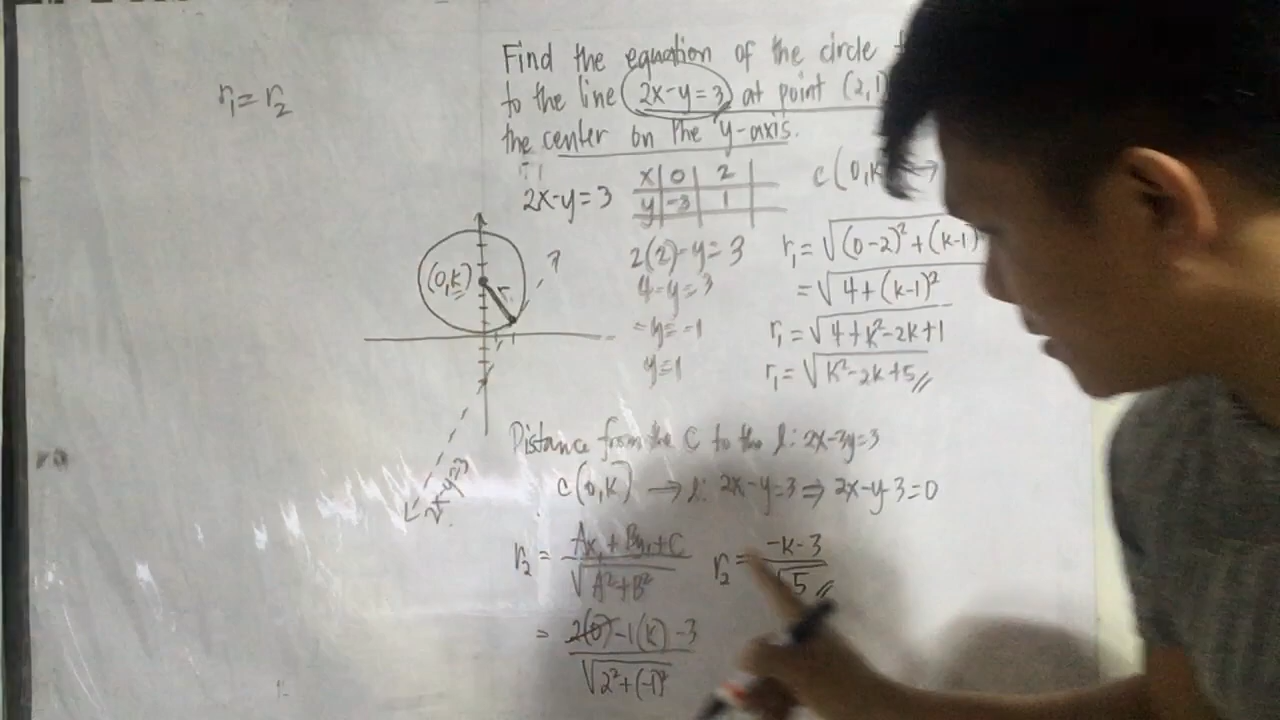 r₁ = r₂
Find the equation of the circle
to the line 2x-y=3 at point (2,1)
the center on the y-axis.
2x-y=3
x | 0 | 2
y | -3 | 1
c(0,k →
2(2)-y=3
4-y=3
-y=-1
y=1
r₁=√(0-2)²+(k-1)
=√4+(k-1)²
r₁=√4+k²-2k+1
r₁=√k²-2k+5//
(0,k)
r
2x-y=3
Distance from the C to the l: 2x-3y=3
c(0,k) → l: 2x-y=3 ⇒ 2x-y-3=0
r₂ = Ax₁+By₁+C / √A²+B²
r₂ = -k-3 / √5 //
= 2(0)-1(k)-3 / √2²+(-1)²